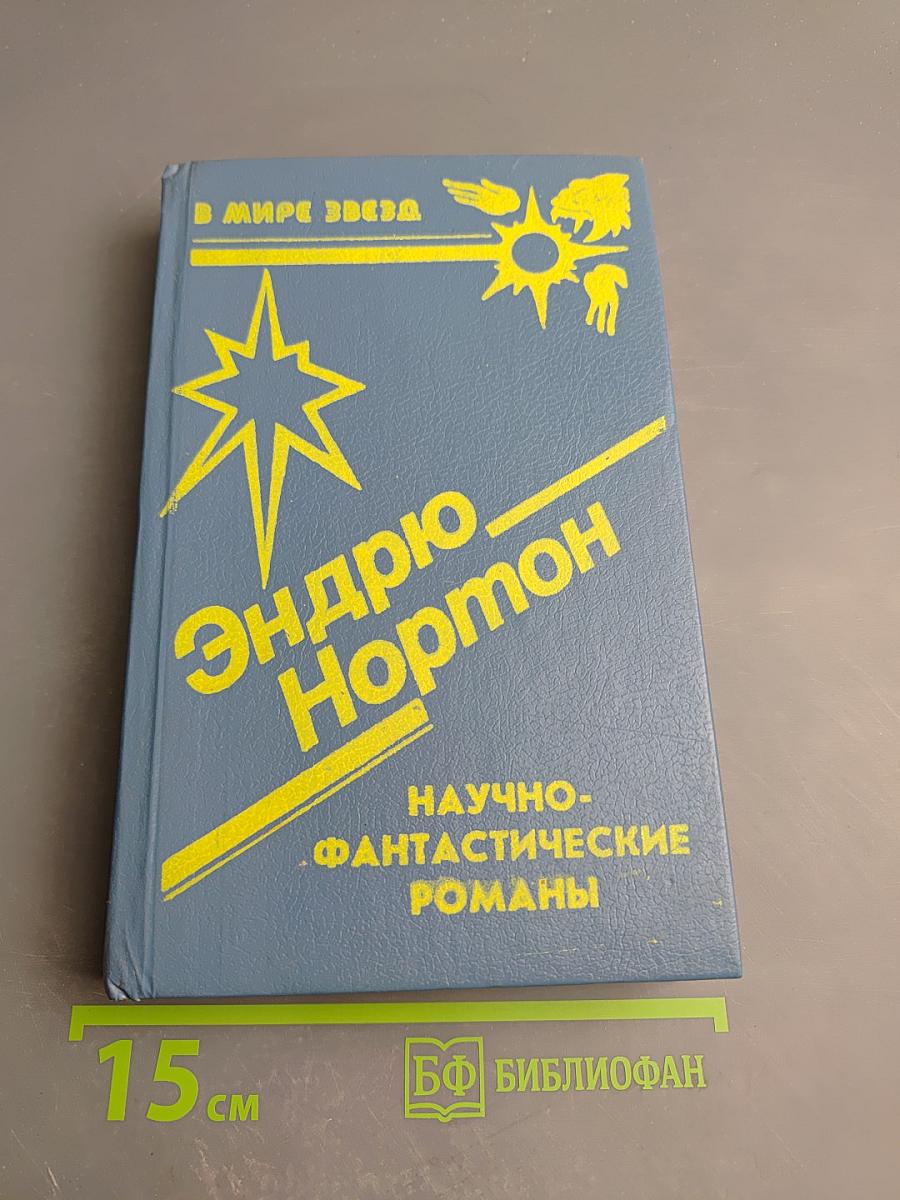 В МИРЕ ЗВЕЗД
Эндрю
Нортон
НАУЧНО-
ФАНТАСТИЧЕСКИЕ
РОМАНЫ
15 см
БФ БИБЛИОФАН